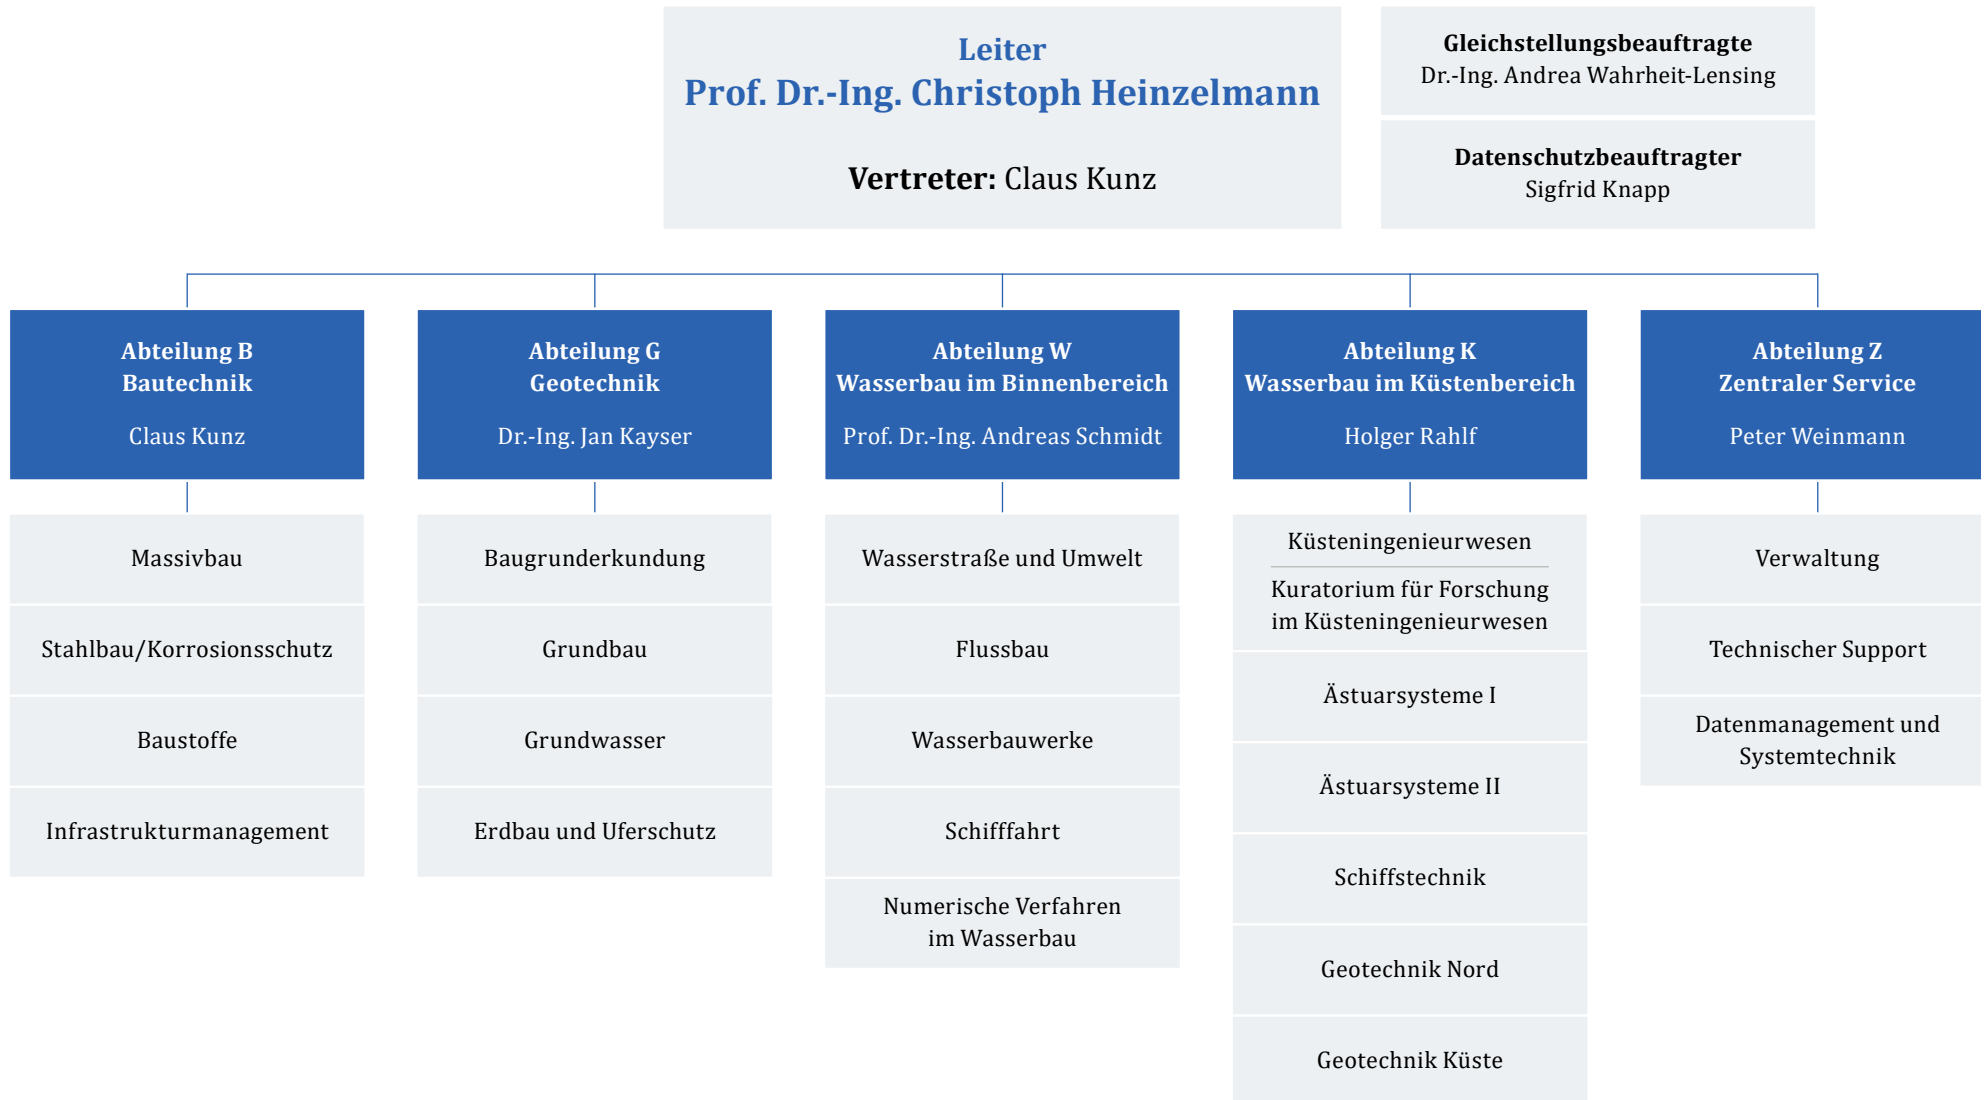 Leiter
Prof. Dr.-Ing. Christoph Heinzelmann
Vertreter: Claus Kunz
Gleichstellungsbeauftragte
Dr.-Ing. Andrea Wahrheit-Lensing
Datenschutzbeauftragter
Sigfrid Knapp
Abteilung B
Bautechnik
Claus Kunz
Massivbau
Stahlbau/Korrosionsschutz
Baustoffe
Infrastrukturmanagement
Abteilung G
Geotechnik
Dr.-Ing. Jan Kayser
Baugrunderkundung
Grundbau
Grundwasser
Erdbau und Uferschutz
Abteilung W
Wasserbau im Binnenbereich
Prof. Dr.-Ing. Andreas Schmidt
Wasserstraße und Umwelt
Flussbau
Wasserbauwerke
Schifffahrt
Numerische Verfahren
im Wasserbau
Abteilung K
Wasserbau im Küstenbereich
Holger Rahlf
Küsteningenieurwesen
Kuratorium für Forschung
im Küsteningenieurwesen
Ästuarsysteme I
Ästuarsysteme II
Schiffstechnik
Geotechnik Nord
Geotechnik Küste
Abteilung Z
Zentraler Service
Peter Weinmann
Verwaltung
Technischer Support
Datenmanagement und
Systemtechnik